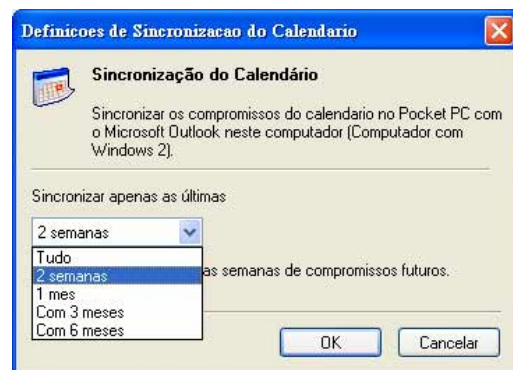 Definicoes de Sincronizacao do Calendario
Sincronização do Calendário
Sincronizar os compromissos do calendario no Pocket PC com
o Microsoft Outlook neste computador (Computador com
Windows 2).
Sincronizar apenas as últimas
2 semanas
Tudo
2 semanas
as semanas de compromissos futuros.
1 mes
Com 3 meses
Com 6 meses
OK
Cancelar